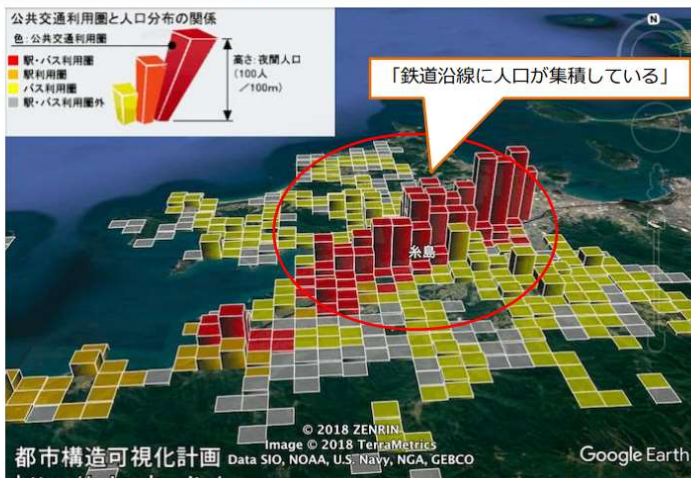 公共交通利用圏と人口分布の関係
色:公共交通利用圏
駅・バス利用圏
駅利用圏
バス利用圏
駅・バス利用圏外
高さ:夜間人口
(100人
/100m)
「鉄道沿線に人口が集積している」
N
糸島
© 2018 ZENRIN
Image © 2018 TerraMetrics
Data SIO, NOAA, U.S. Navy, NGA, GEBCO
都市構造可視化計画
Google Earth